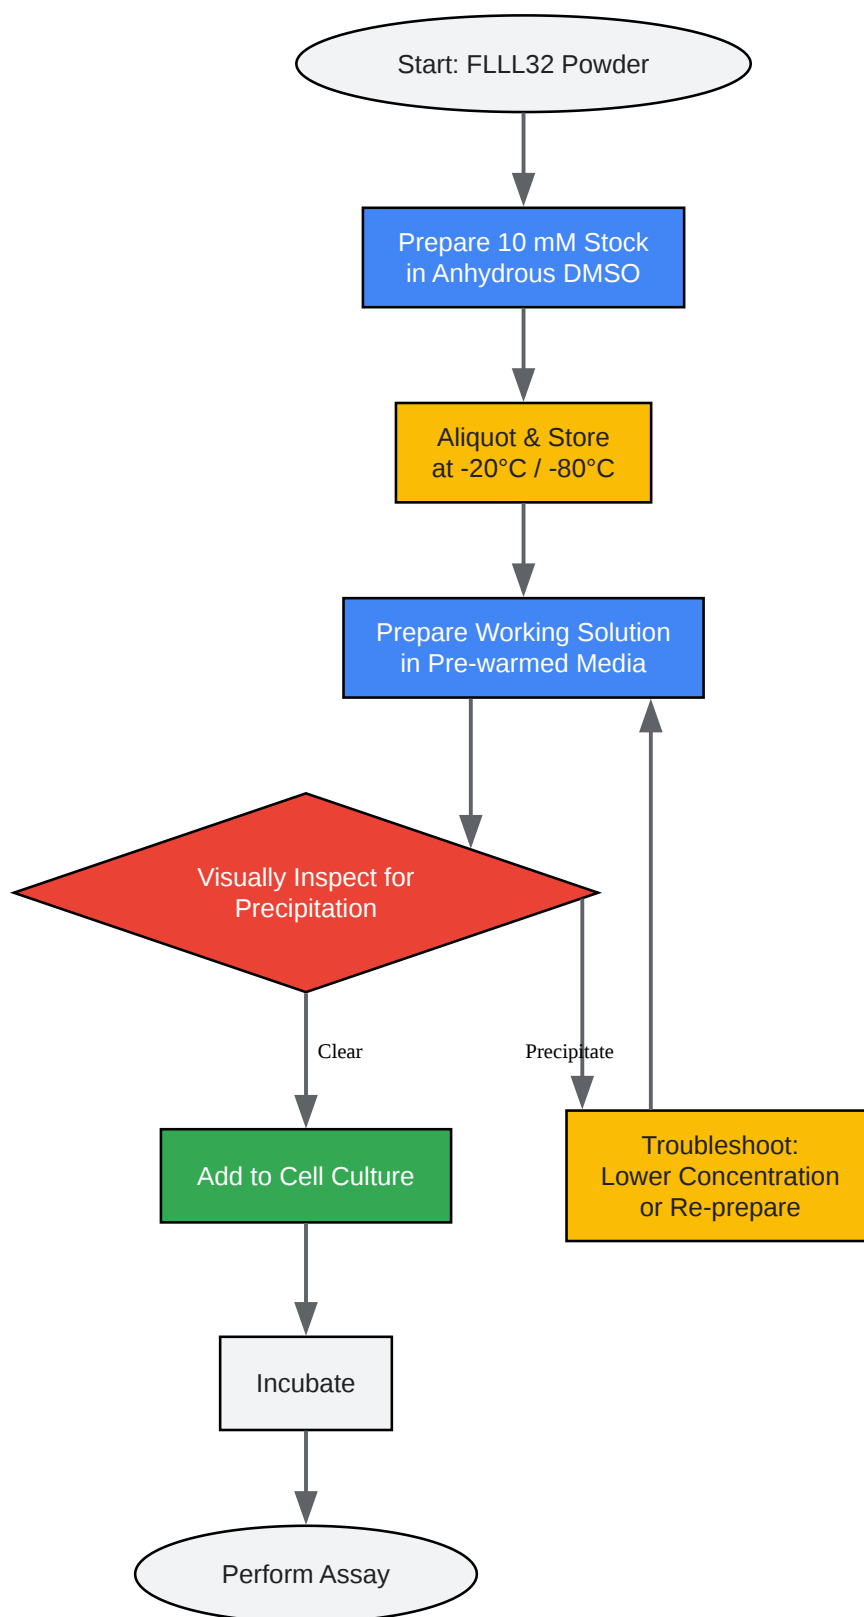 Start: FLLL32 Powder
Prepare 10 mM Stock
in Anhydrous DMSO
Aliquot & Store
at -20°C / -80°C
Prepare Working Solution
in Pre-warmed Media
Visually Inspect for
Precipitation
Clear
Precipitate
Add to Cell Culture
Troubleshoot:
Lower Concentration
or Re-prepare
Incubate
Perform Assay